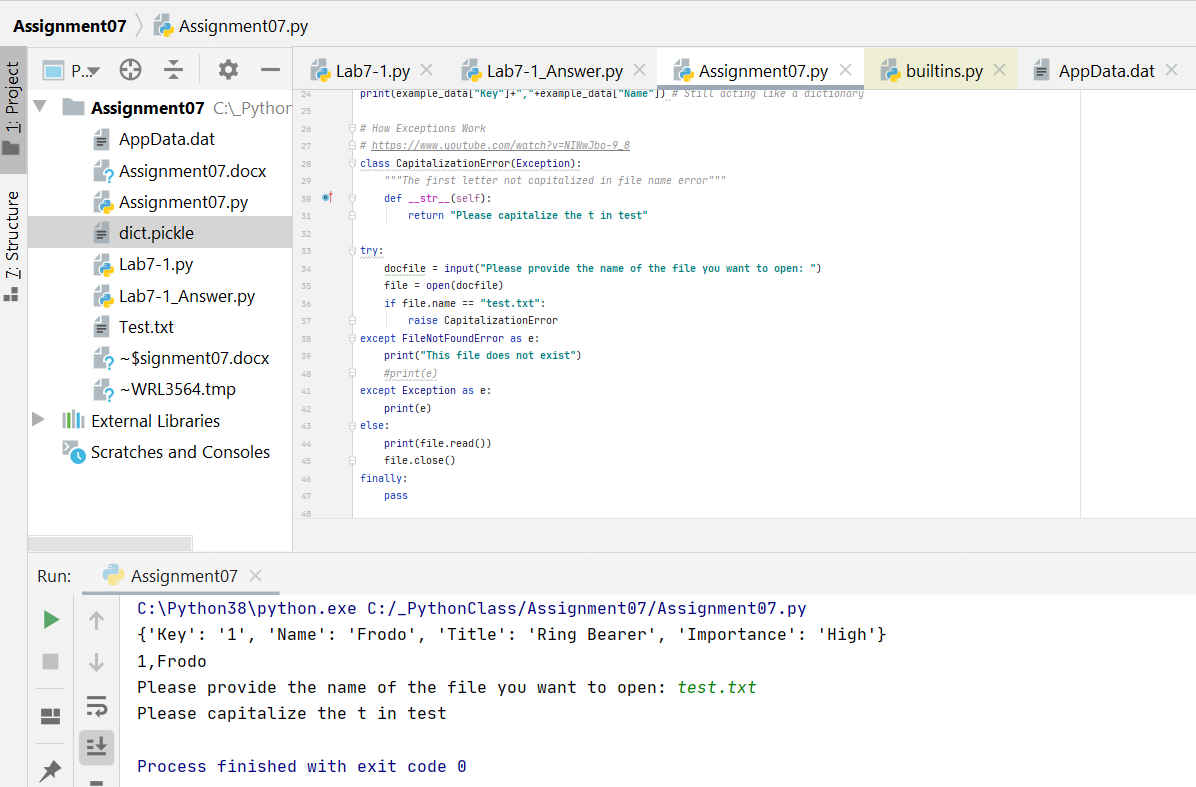 Assignment07 Assignment07.py
1: Project
7: Structure
P...
Lab7-1.py Lab7-1_Answer.py Assignment07.py builtins.py AppData.dat
Assignment07 C:\_Python
AppData.dat
Assignment07.docx
Assignment07.py
dict.pickle
Lab7-1.py
Lab7-1_Answer.py
Test.txt
~$signment07.docx
~WRL3564.tmp
External Libraries
Scratches and Consoles
24 print(example_data["Key"]+","+example_data["Name"]) # Still acting like a dictionary
25
26 # How Exceptions Work
27 # https://www.youtube.com/watch?v=NIWwJbo-9_8
28 class CapitalizationError(Exception):
29 """The first letter not capitalized in file name error"""
30 def __str__(self):
31 return "Please capitalize the t in test"
32
33 try:
34 docfile = input("Please provide the name of the file you want to open: ")
35 file = open(docfile)
36 if file.name == "test.txt":
37 raise CapitalizationError
38 except FileNotFoundError as e:
39 print("This file does not exist")
40 #print(e)
41 except Exception as e:
42 print(e)
43 else:
44 print(file.read())
45 file.close()
46 finally:
47 pass
48
Run: Assignment07
C:\Python38\python.exe C:/_PythonClass/Assignment07/Assignment07.py
{'Key': '1', 'Name': 'Frodo', 'Title': 'Ring Bearer', 'Importance': 'High'}
1,Frodo
Please provide the name of the file you want to open: test.txt
Please capitalize the t in test
Process finished with exit code 0